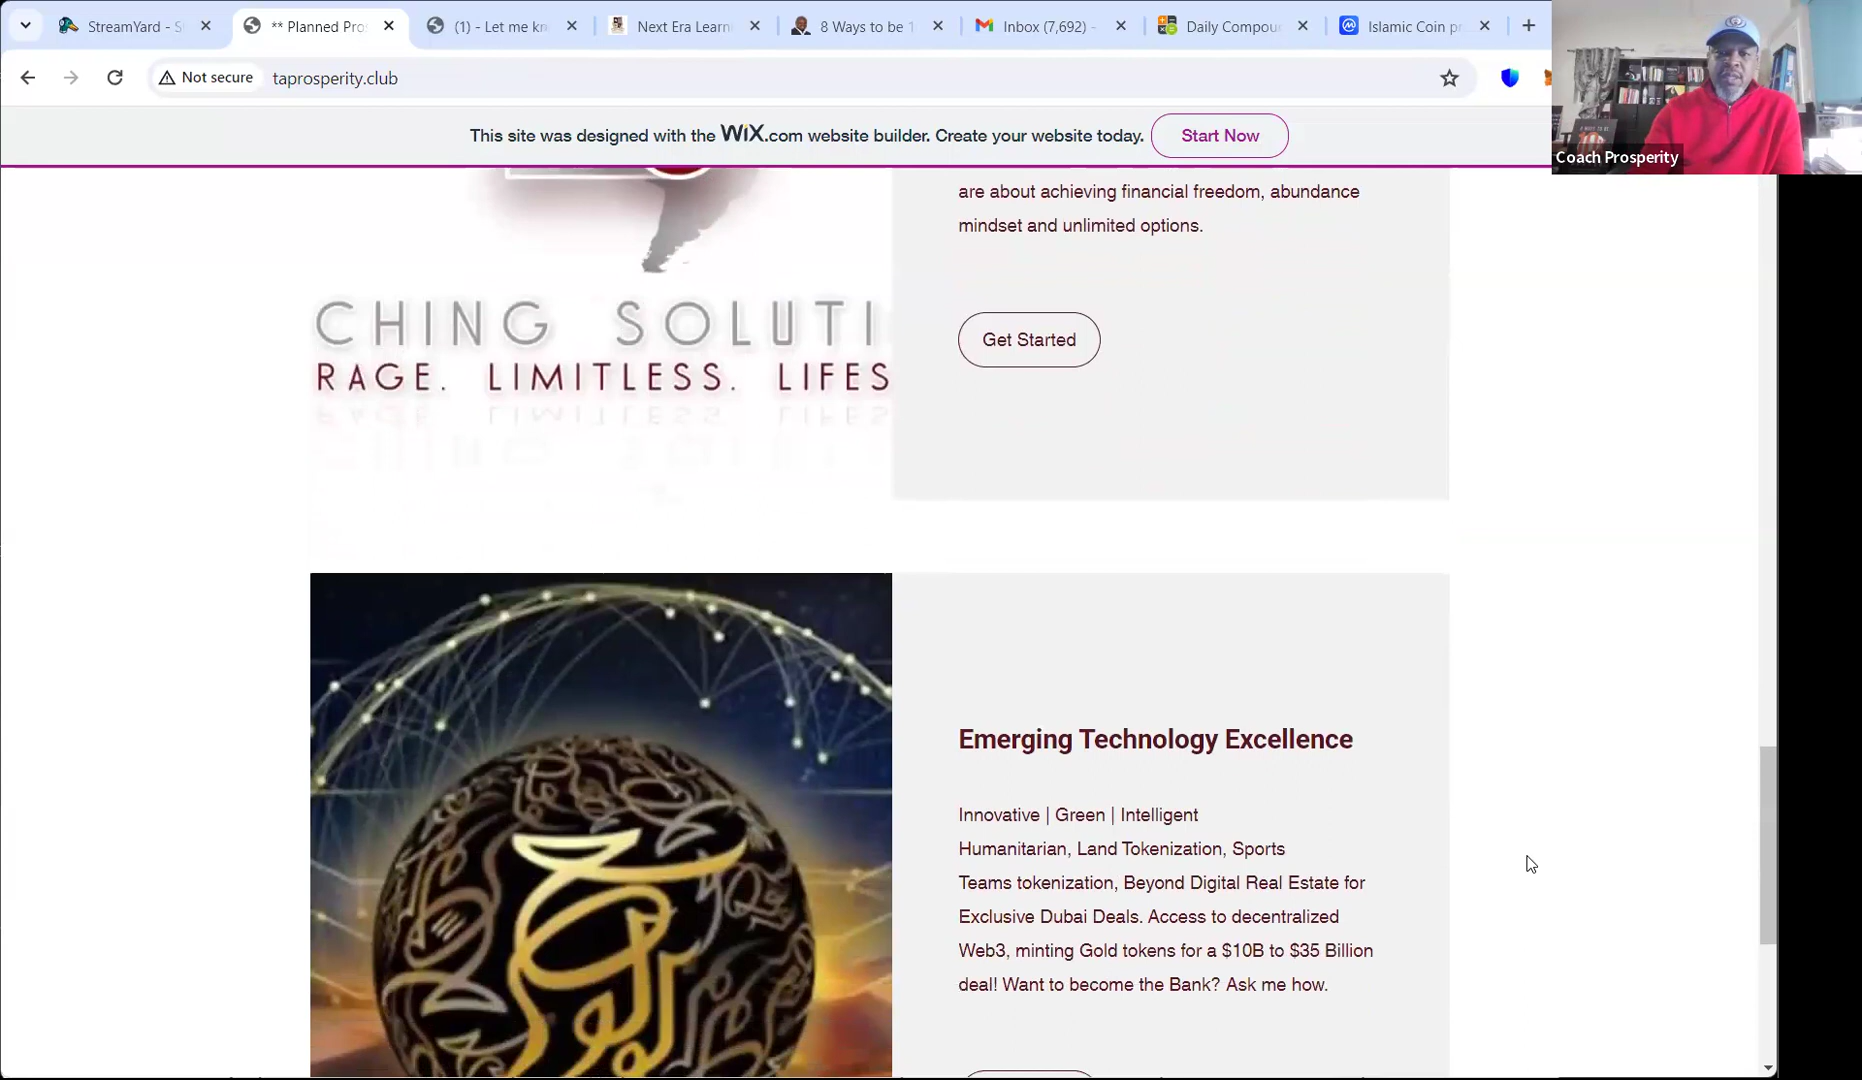 StreamYard - S
** Planned Pro
(1) - Let me kn
Next Era Learn
8 Ways to be 1
Inbox (7,692) -
Daily Compou
Islamic Coin pr
Not secure
taprosperity.club
This site was designed with the WiX.com website builder. Create your website today.
Start Now
Coach Prosperity
are about achieving financial freedom, abundance
mindset and unlimited options.
Get Started
CHING SOLUTI
RAGE. LIMITLESS. LIFES
Emerging Technology Excellence
Innovative | Green | Intelligent
Humanitarian, Land Tokenization, Sports
Teams tokenization, Beyond Digital Real Estate for
Exclusive Dubai Deals. Access to decentralized
Web3, minting Gold tokens for a $10B to $35 Billion
deal! Want to become the Bank? Ask me how.